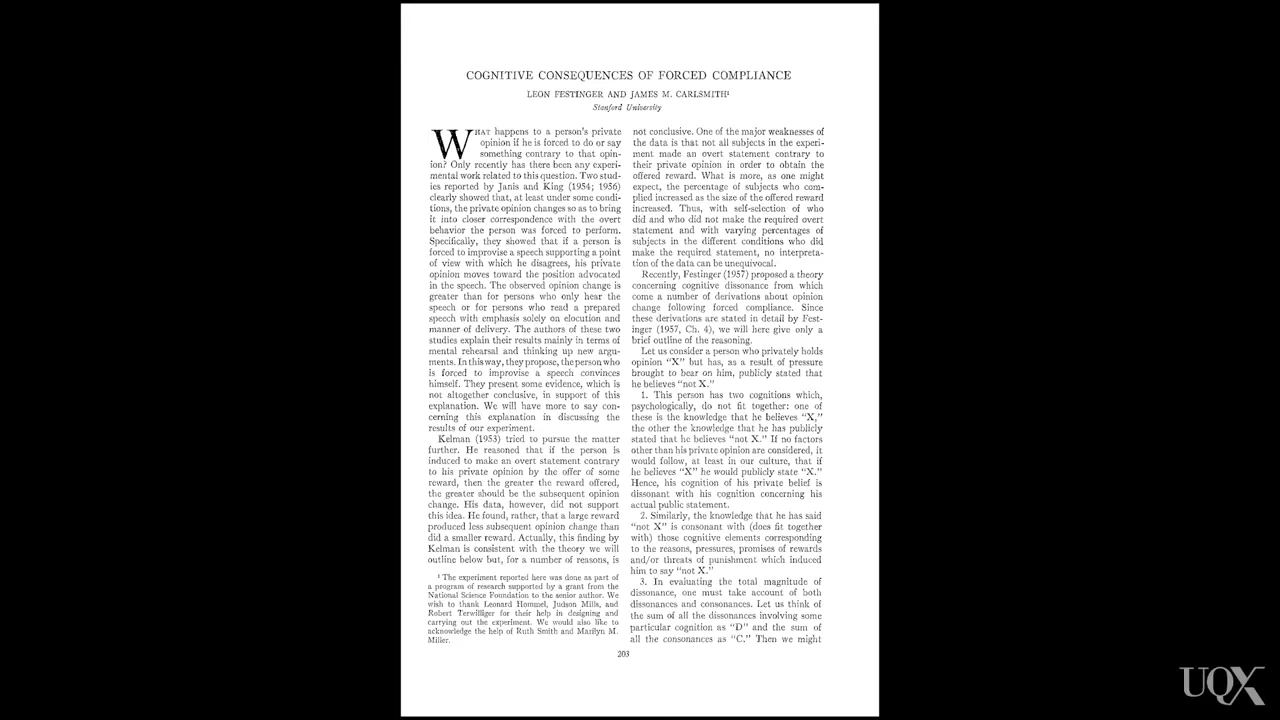 COGNITIVE CONSEQUENCES OF FORCED COMPLIANCE
LEON FESTINGER AND JAMES M. CARLSMITH¹
Stanford University
WHAT happens to a person's private
opinion if he is forced to do or say
something contrary to that opin-
ion? Only recently has there been any experi-
mental work related to this question. Two stud-
ies reported by Janis and King (1954; 1956)
clearly showed that, at least under some condi-
tions, the private opinion changes so as to bring
it into closer correspondence with the overt
behavior the person was forced to perform.
Specifically, they showed that if a person is
forced to improvise a speech supporting a point
of view with which he disagrees, his private
opinion moves toward the position advocated
in the speech. The observed opinion change is
greater than for persons who only hear the
speech or for persons who read a prepared
speech with emphasis solely on elocution and
manner of delivery. The authors of these two
studies explain their results mainly in terms of
mental rehearsal and thinking up new argu-
ments. In this way, they propose, the person who
is forced to improvise a speech convinces
himself. They present some evidence, which is
not altogether conclusive, in support of this
explanation. We will have more to say con-
cerning this explanation in discussing the
results of our experiment.
Kelman (1953) tried to pursue the matter
further. He reasoned that if the person is
induced to make an overt statement contrary
to his private opinion by the offer of some
reward, then the greater the reward offered,
the greater should be the subsequent opinion
change. His data, however, did not support
this idea. He found, rather, that a large reward
produced less subsequent opinion change than
did a smaller reward. Actually, this finding by
Kelman is consistent with the theory we will
outline below but, for a number of reasons, is
¹ The experiment reported here was done as part of
a program of research supported by a grant from the
National Science Foundation to the senior author. We
wish to thank Leonard Hommel, Judson Mills, and
Robert Terwilliger for their help in designing and
carrying out the experiment. We would also like to
acknowledge the help of Ruth Smith and Marilyn M.
Miller.
not conclusive. One of the major weaknesses of
the data is that not all subjects in the experi-
ment made an overt statement contrary to
their private opinion in order to obtain the
offered reward. What is more, as one might
expect, the percentage of subjects who com-
plied increased as the size of the offered reward
increased. Thus, with self-selection of who
did and who did not make the required overt
statement and with varying percentages of
subjects in the different conditions who did
make the required statement, no interpreta-
tion of the data can be unequivocal.
Recently, Festinger (1957) proposed a theory
concerning cognitive dissonance from which
come a number of derivations about opinion
change following forced compliance. Since
these derivations are stated in detail by Fest-
inger (1957, Ch. 4), we will here give only a
brief outline of the reasoning.
Let us consider a person who privately holds
opinion "X" but has, as a result of pressure
brought to bear on him, publicly stated that
he believes "not X."
1. This person has two cognitions which,
psychologically, do not fit together: one of
these is the knowledge that he believes "X,"
the other the knowledge that he has publicly
stated that he believes "not X." If no factors
other than his private opinion are considered, it
would follow, at least in our culture, that if
he believes "X" he would publicly state "X."
Hence, his cognition of his private belief is
dissonant with his cognition concerning his
actual public statement.
2. Similarly, the knowledge that he has said
"not X" is consonant with (does fit together
with) those cognitive elements corresponding
to the reasons, pressures, promises of rewards
and/or threats of punishment which induced
him to say "not X."
3. In evaluating the total magnitude of
dissonance, one must take account of both
dissonances and consonances. Let us think of
the sum of all the dissonances involving some
particular cognition as "D" and the sum of
all the consonances as "C." Then we might
203
UQX